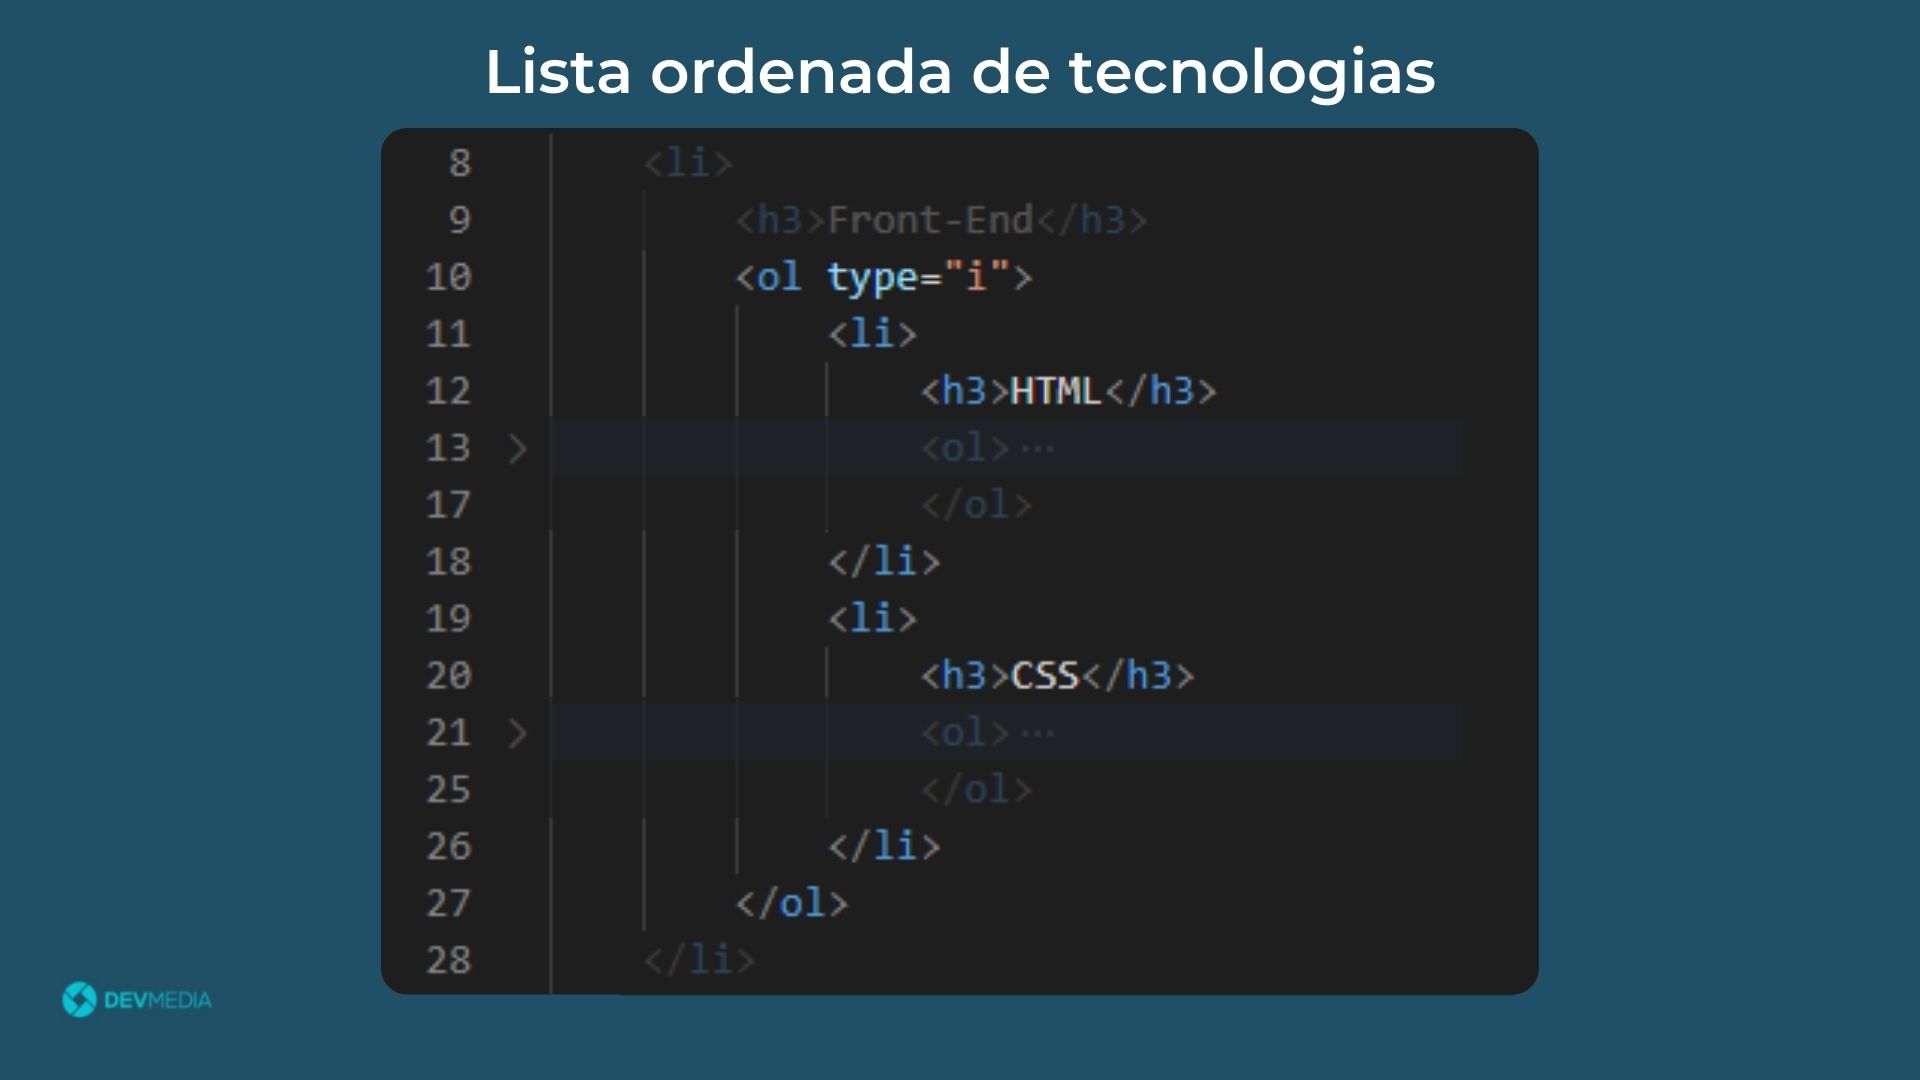 Lista ordenada de tecnologias
8 <li>
9 <h3>Front-End</h3>
10 <ol type="i">
11 <li>
12 <h3>HTML</h3>
13 > <ol>···
17 </ol>
18 </li>
19 <li>
20 <h3>CSS</h3>
21 > <ol>···
25 </ol>
26 </li>
27 </ol>
28 </li>
DEVMEDIA